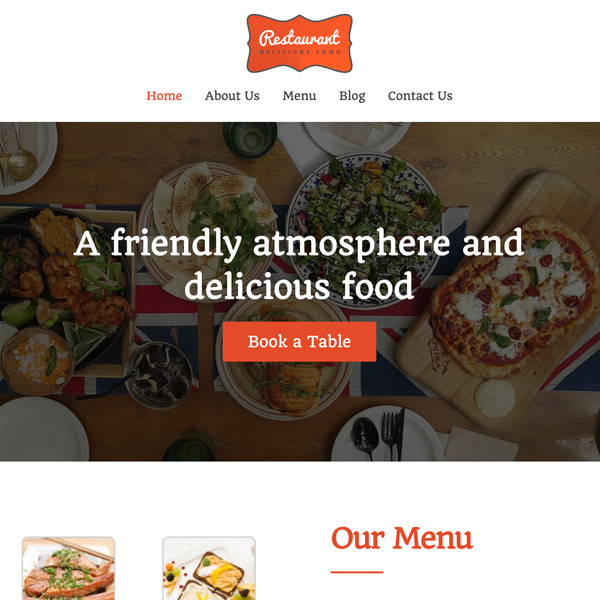 Restaurant
DELICIOUS FOOD
Home About Us Menu Blog Contact Us
A friendly atmosphere and
delicious food
Book a Table
Our Menu